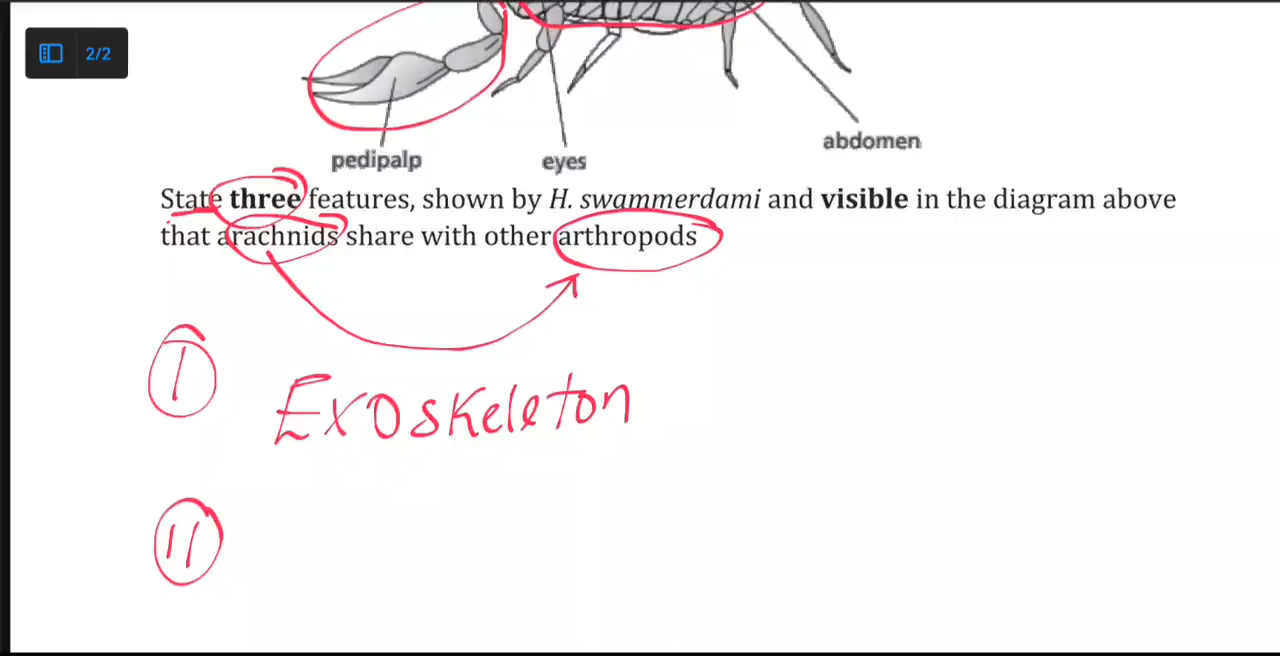 2/2
abdomen
pedipalp eyes
State three features, shown by H. swammerdami and visible in the diagram above
that arachnids share with other arthropods
I
Exoskeleton
II